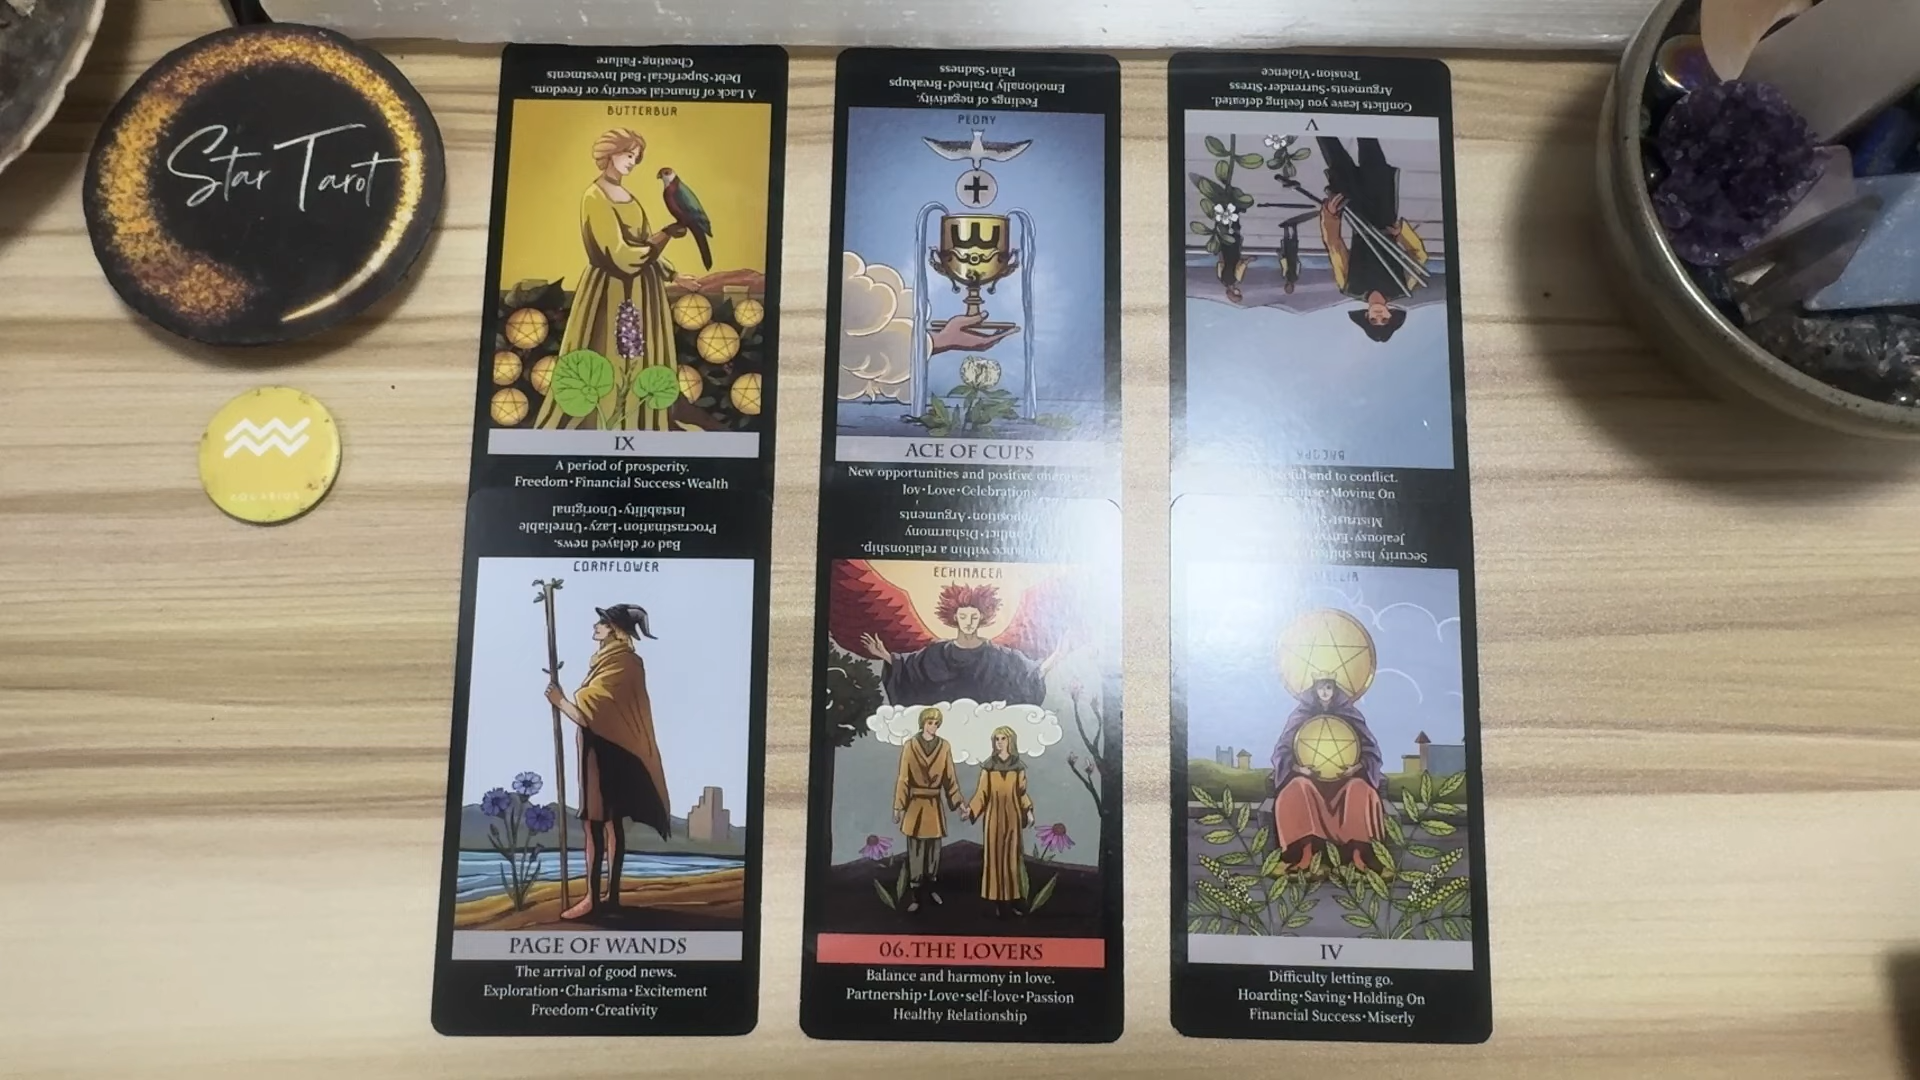 Star Tarot
AQUARIUS
A Lack of financial security or freedom.
Debt•Superficial•Bad Investments
Cheating•Failure
BUTTERBUR
IX
A period of prosperity.
Freedom•Financial Success•Wealth
Feelings of negativity.
Emotionally Drained•Breakups
Pain•Sadness
PEONY
ACE OF CUPS
New opportunities and positive
Joy•Love•Celebrations
Conflicts leave you feeling defeated.
Arguments•Surrender•Stress
Tension•Violence
V
BACOPA
end to conflict.
Moving On
Bad or delayed news.
Procrastination•Lazy•Unreliable
Instability•Unoriginal
CORNFLOWER
PAGE OF WANDS
The arrival of good news.
Exploration•Charisma•Excitement
Freedom•Creativity
within a relationship.
Conflict•Disharmony
Opposition•Arguments
ECHINACEA
06.THE LOVERS
Balance and harmony in love.
Partnership•Love•self-love•Passion
Healthy Relationship
Security has
Jealousy
Mistrust
IV
Difficulty letting go.
Hoarding•Saving•Holding On
Financial Success•Miserly